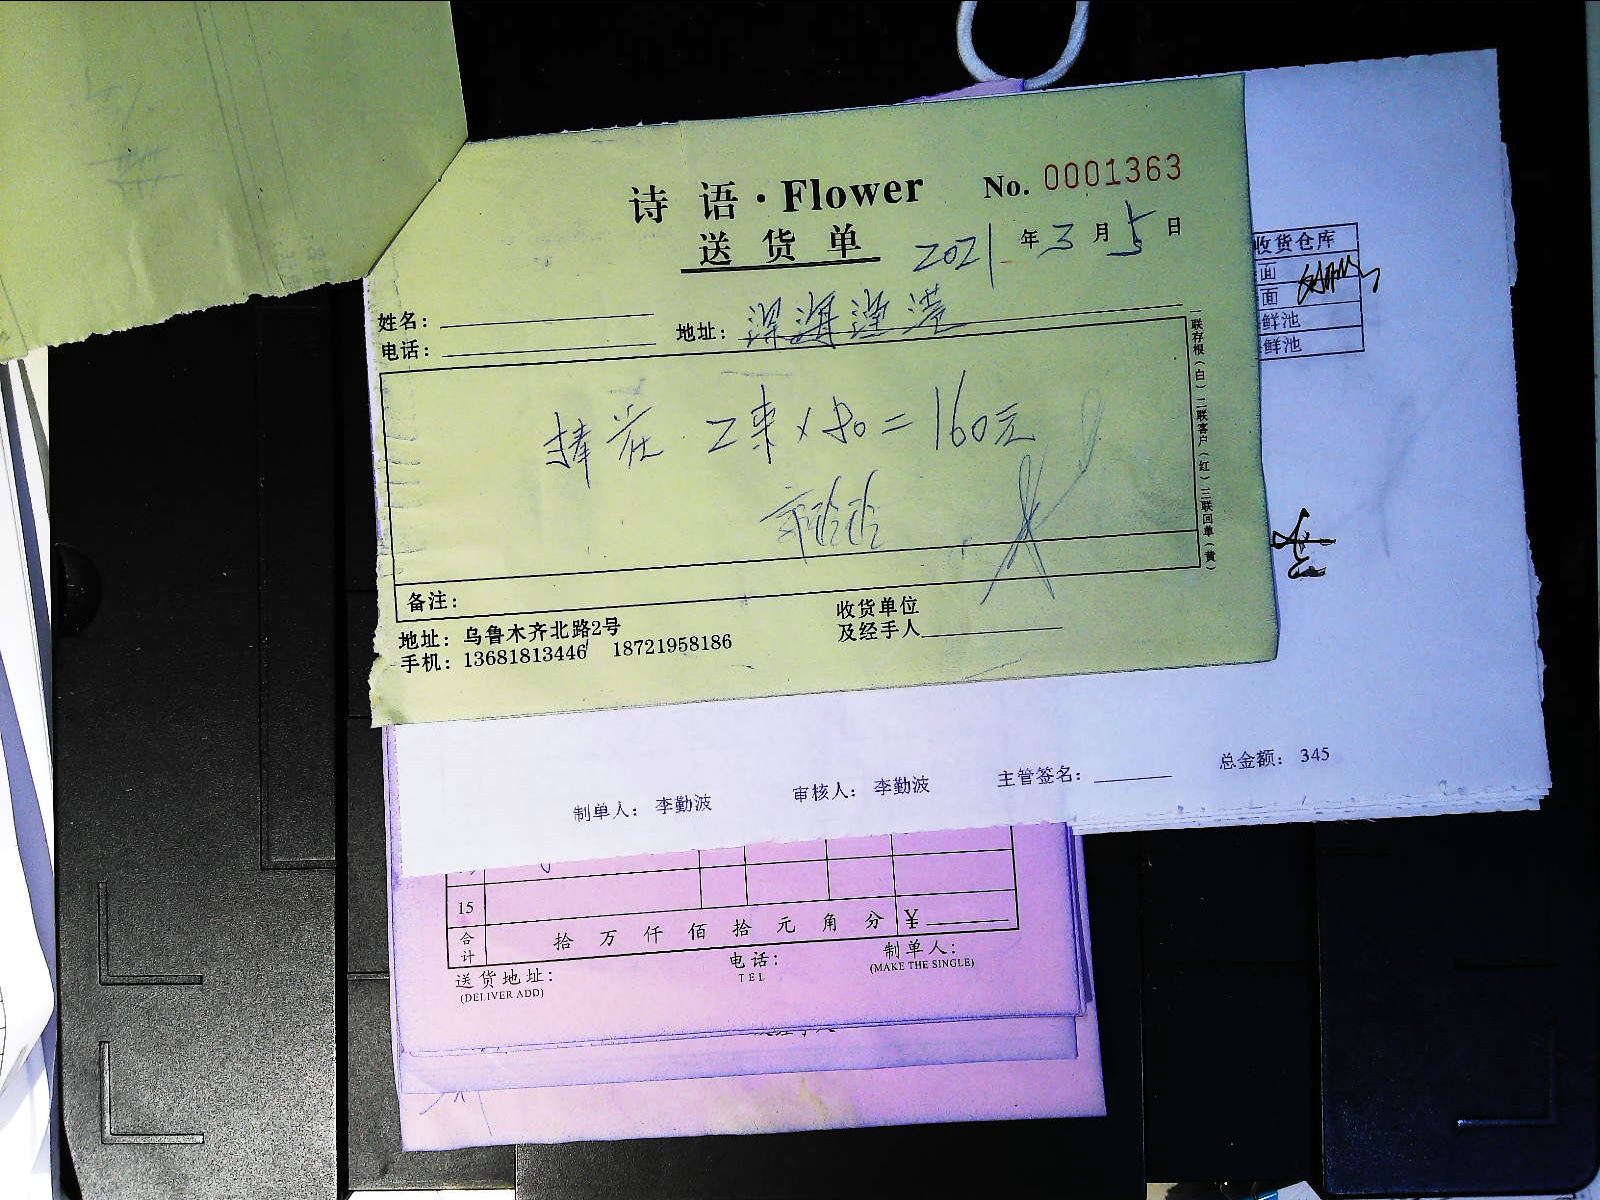 诗 语·Flower No. 0001363
送 货 单 2021 年 3 月 5 日
姓名：
地址：
电话：
捧花 2束×80=160元
备注：
地址：乌鲁木齐北路2号
手机：13681813446 18721958186
收货单位
及经手人
一联存根（白）二联客户（红）三联回单（黄）
收货仓库
面
面
鲜池
鲜池
制单人： 李勤波 审核人： 李勤波 主管签名： 总金额： 345
15
合计 拾 万 仟 佰 拾 元 角 分 ￥
送货地址： 电话： 制单人：
(DELIVER ADD) TEL (MAKE THE SINGLE)